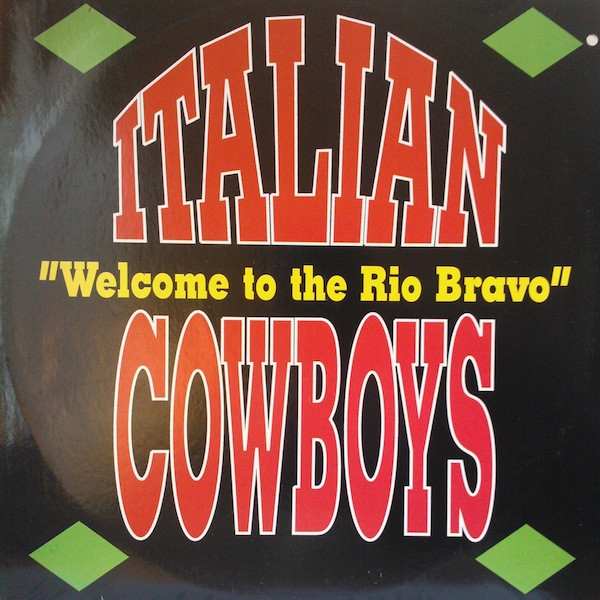 ITALIAN
"Welcome to the Rio Bravo"
COWBOYS